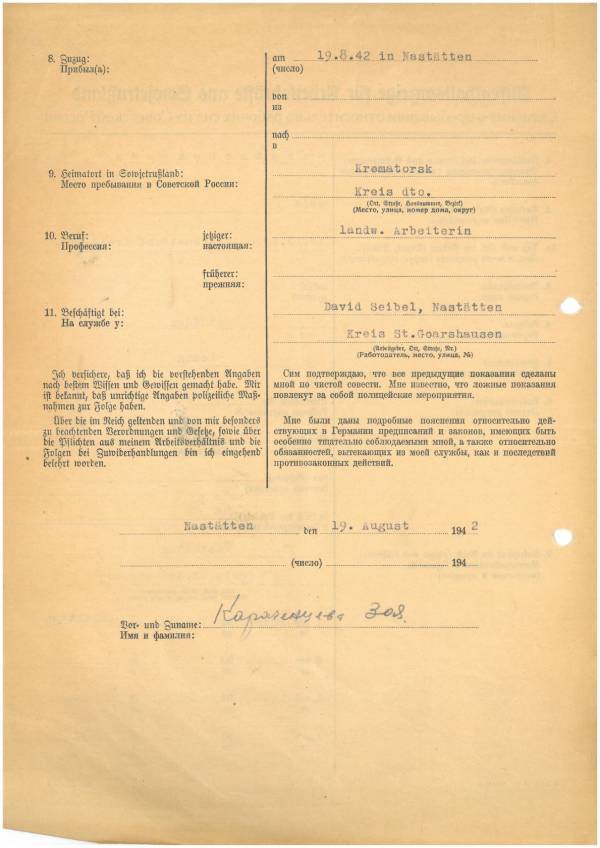 8. Zuzug: am 19.8.42 in Nastätten
Прибыл(а): (число)
von
из
nach
в
9. Heimatort in Sowjetrußland: Krematorsk
Место пребывания в Советской России: Kreis dto.
(Ort, Straße, Hausnummer, Bezirk)
(Место, улица, номер дома, округ)
10. Beruf: jetziger: landw. Arbeiterin
Профессия: настоящая:
früherer:
прежняя:
11. Beschäftigt bei: David Seibel, Nastätten
На службе у: Kreis St.Goarshausen
(Arbeitgeber, Ort, Straße, Nr.)
(Работодатель, место, улица, №)
Ich versichere, daß ich die vorstehenden Angaben
nach bestem Wissen und Gewissen gemacht habe. Mir
ist bekannt, daß unrichtige Angaben polizeiliche Maß-
nahmen zur Folge haben.
Über die im Reich geltenden und von mir besonders
zu beachtenden Verordnungen und Gesetze, sowie über
die Pflichten aus meinem Arbeitsverhältnis und die
Folgen bei Zuwiderhandlungen bin ich eingehend
belehrt worden.
Сим подтверждаю, что все предыдущие показания сделаны
мной по чистой совести. Мне известно, что ложные показания
повлекут за собой полицейские мероприятия.
Мне были даны подробные пояснения относительно дей-
ствующих в Германии предписаний и законов, имеющих быть
особенно тщательно соблюдаемыми мной, а также относительно
обязанностей, вытекающих из моей службы, как и последствий
противозаконных действий.
Nastätten den 19. August 194 2
(число) 194
Vor- und Zuname: Карагенцева Зоя
Имя и фамилия: